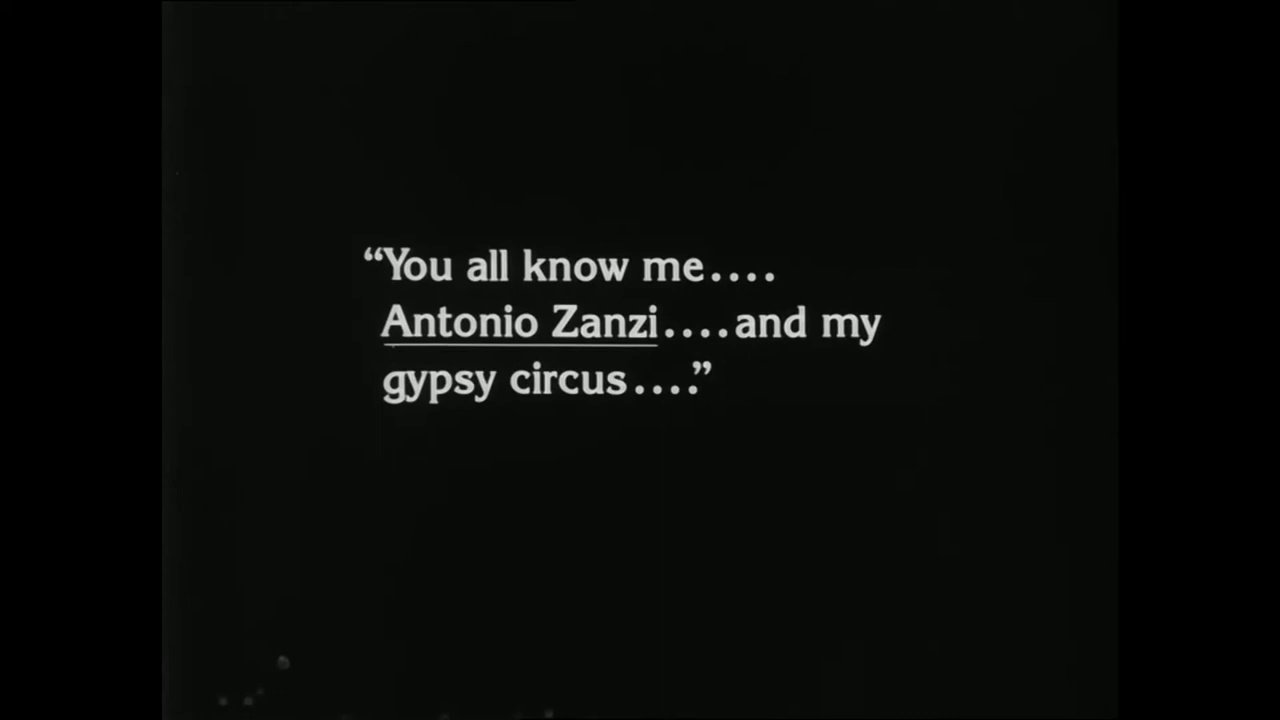 “You all know me....
Antonio Zanzi....and my
gypsy circus....”